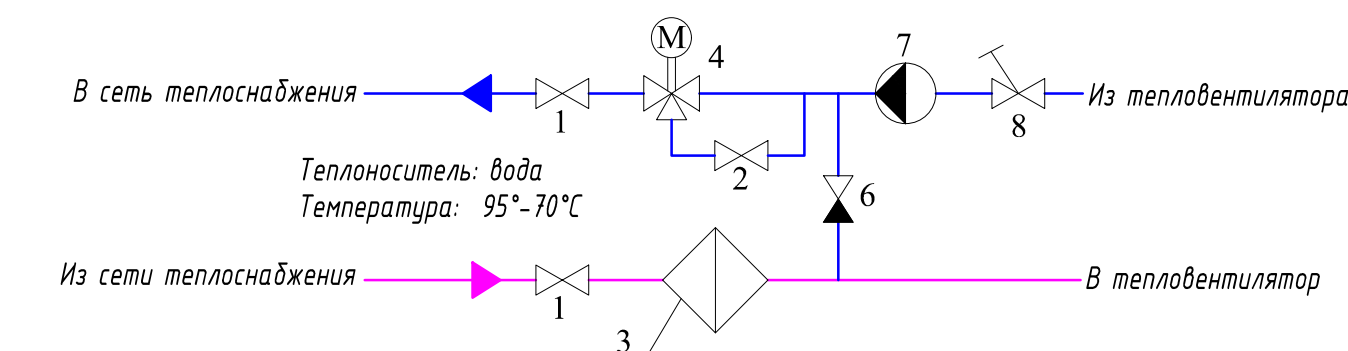 М
4
7
В сеть теплоснабжения
Из тепловентилятора
1
8
Теплоноситель: вода
2
Температура: 95°-70°С
6
Из сети теплоснабжения
В тепловентилятор
1
3